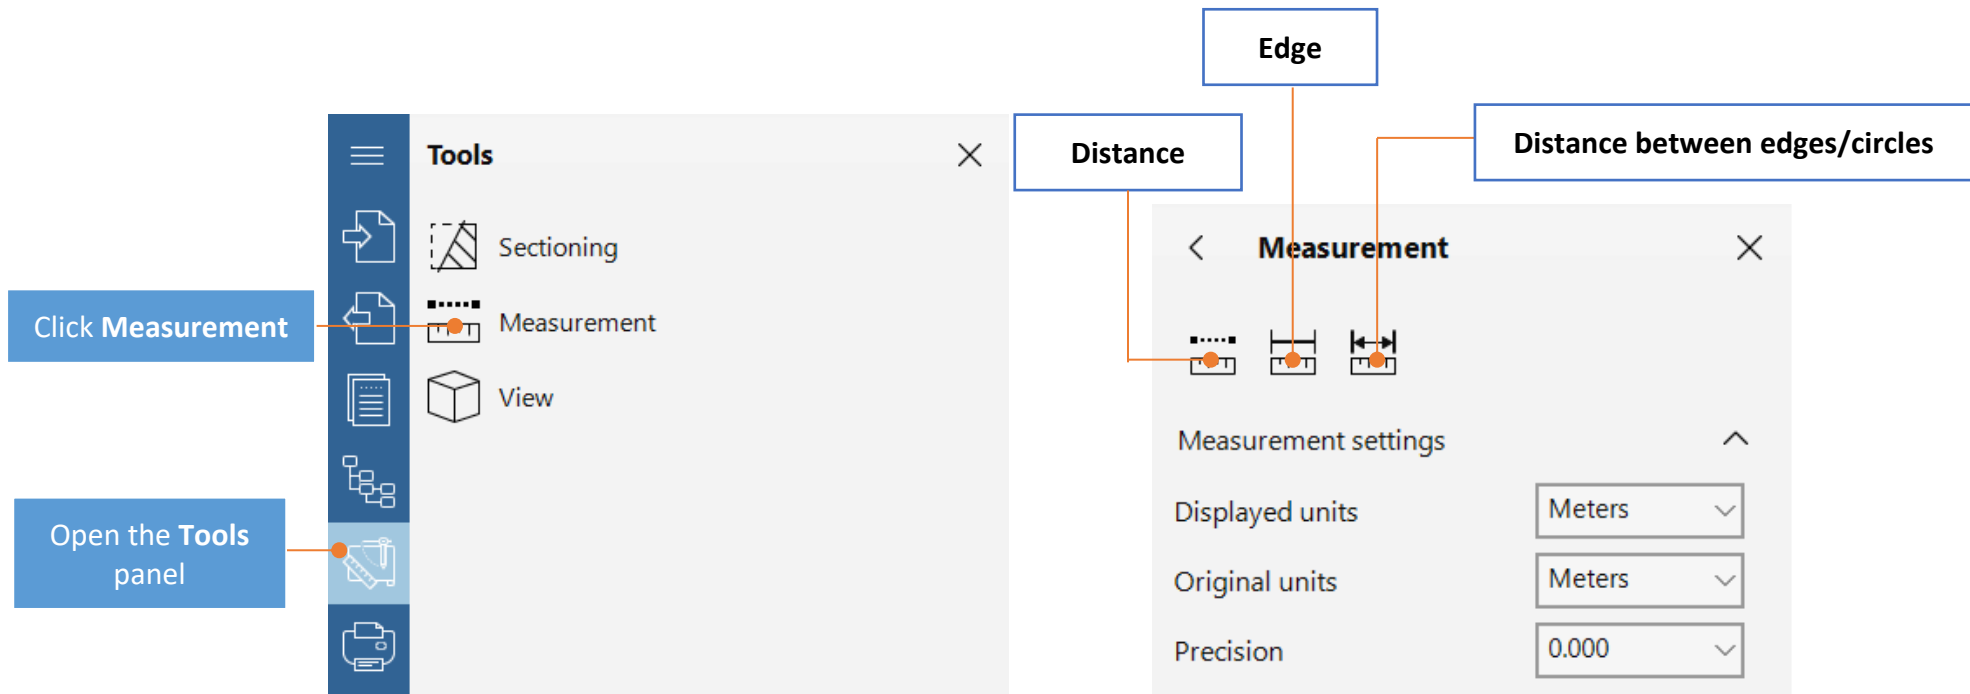 Edge
Distance
Distance between edges/circles
Tools
Sectioning
Measurement
View
Click Measurement
Open the Tools
panel
Measurement
Measurement settings
Displayed units
Meters
Original units
Meters
Precision
0.000